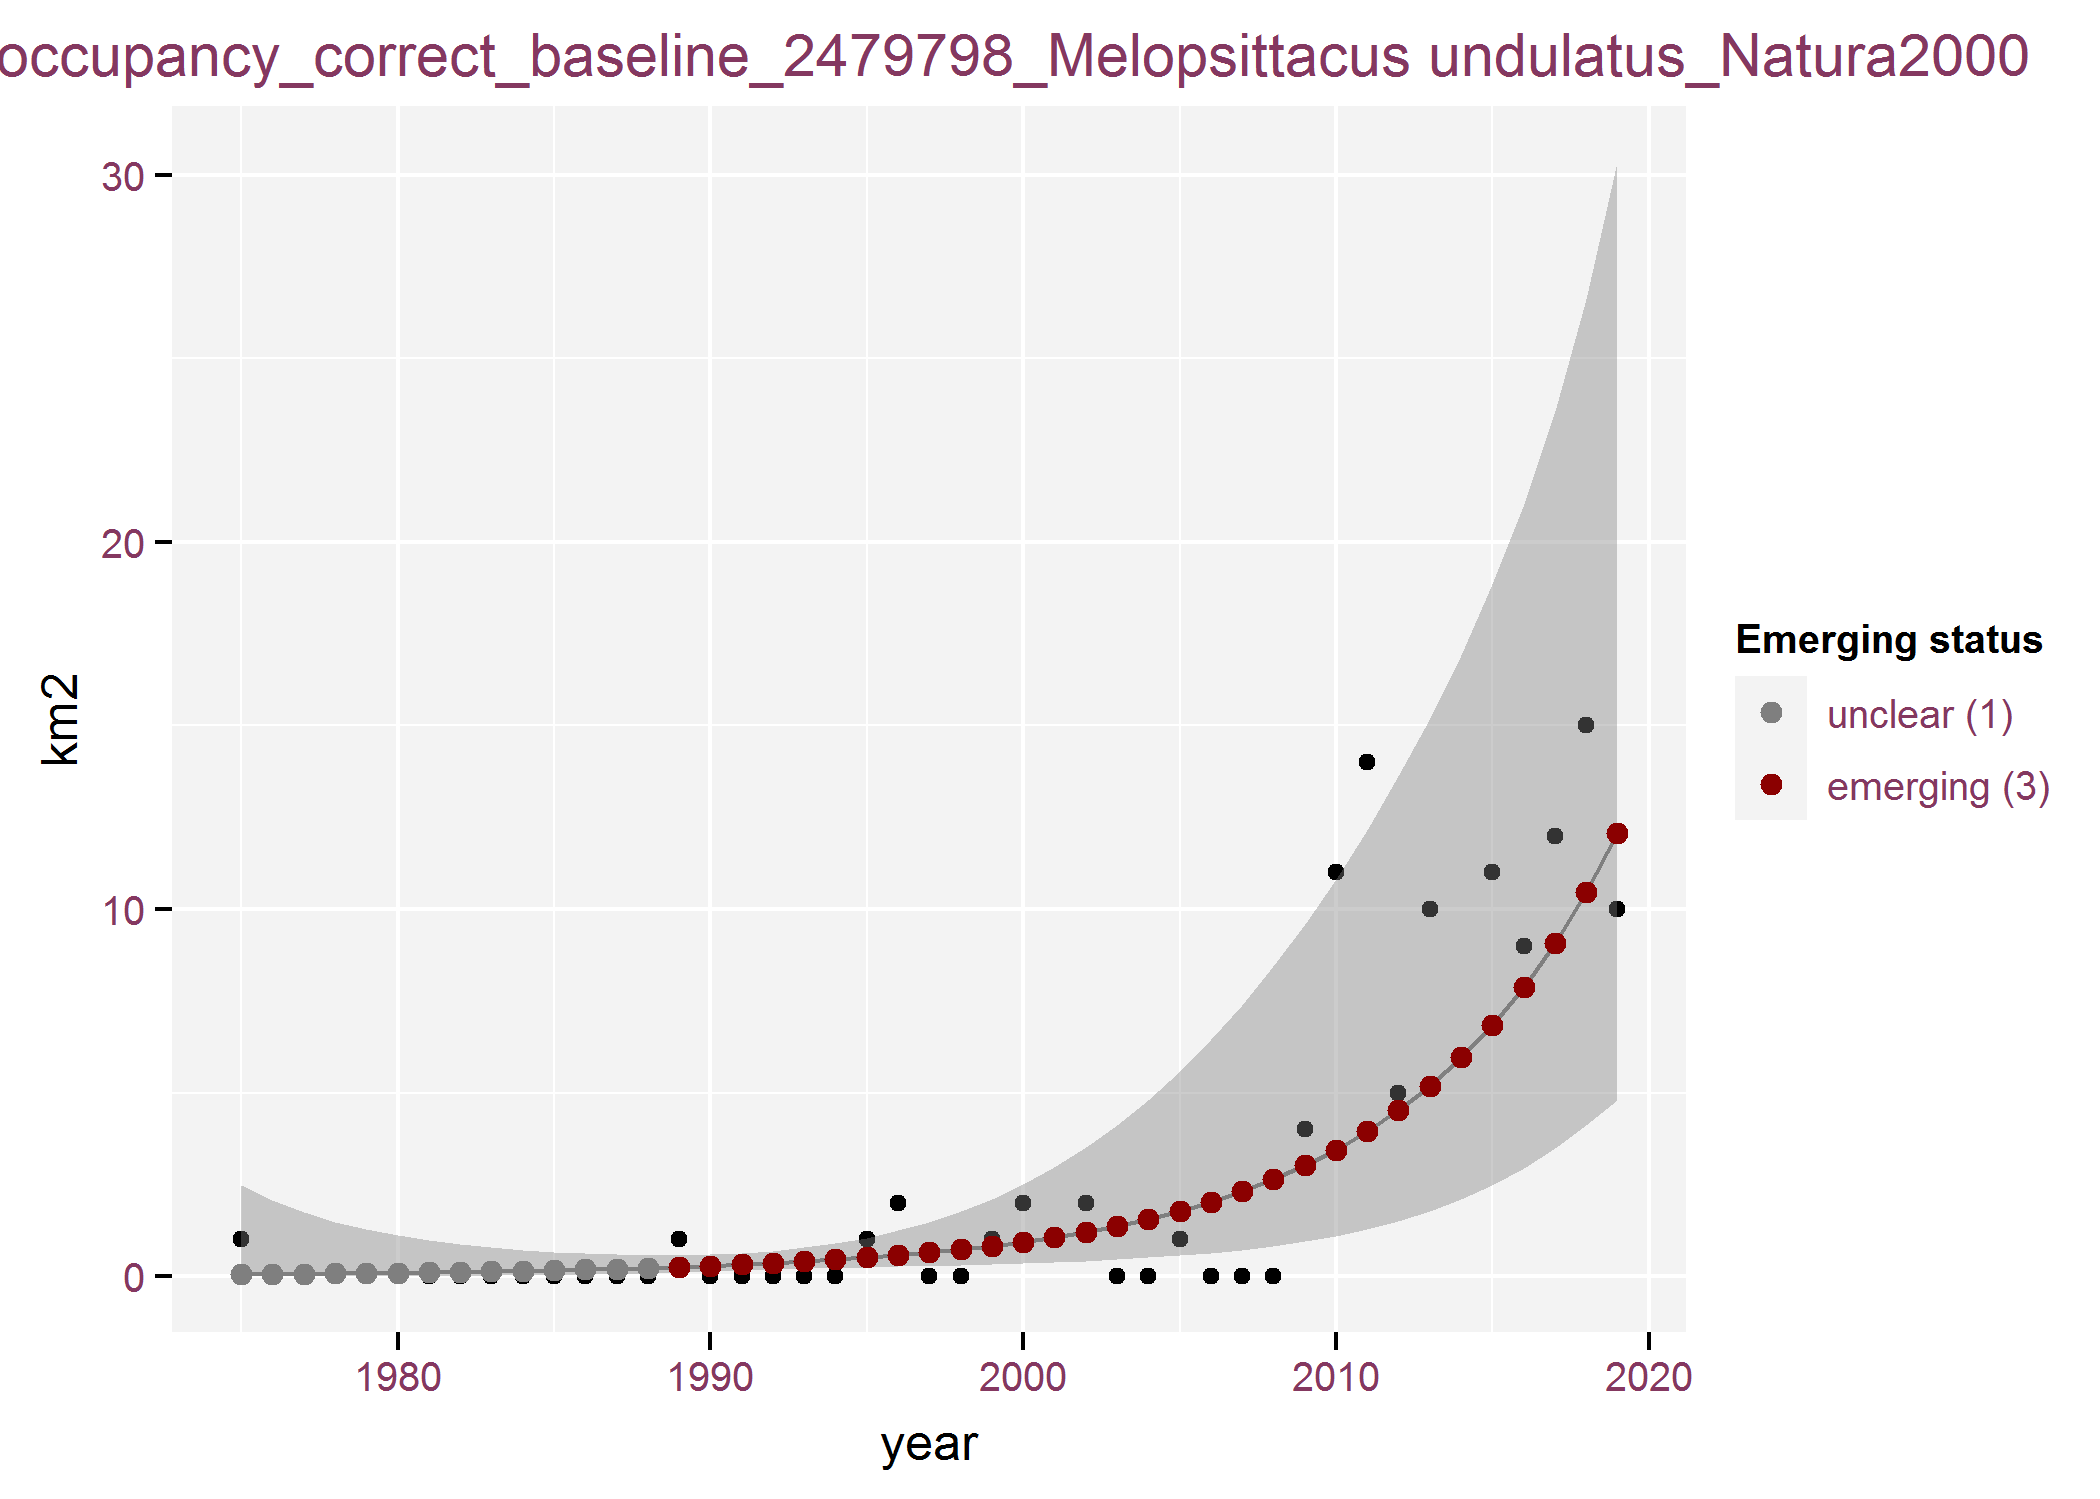 occupancy_correct_baseline_2479798_Melopsittacus undulatus_Natura2000
30
20
10
0
km2
1980
1990
2000
2010
2020
year
Emerging status
unclear (1)
emerging (3)